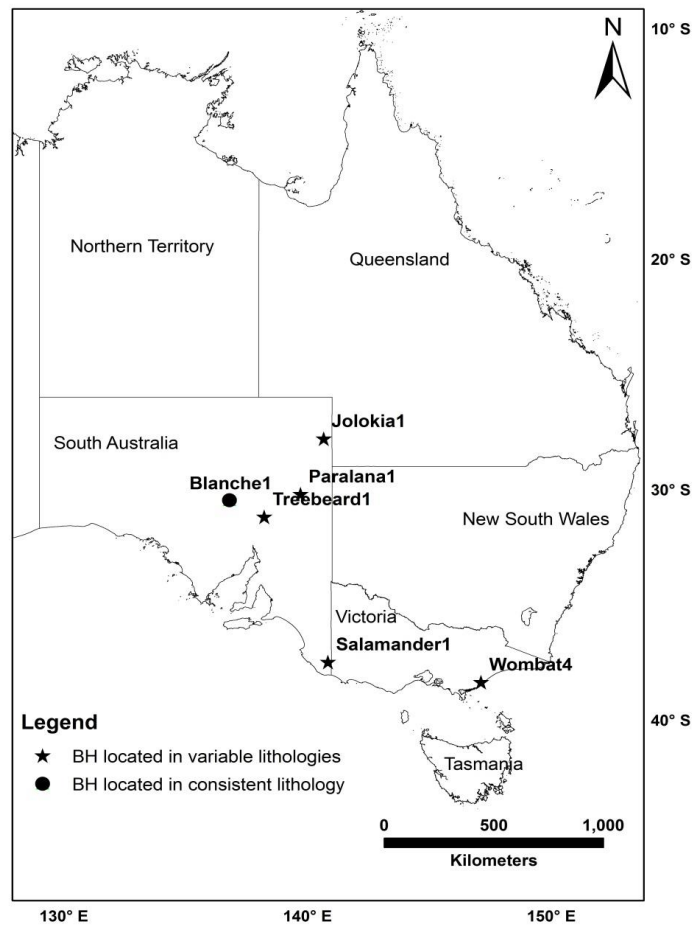 N
10° S
Northern Territory
Queensland
20° S
Jolokia1
South Australia
Paralana1
Blanche1
Treebeard1
30° S
New South Wales
Victoria
Salamander1
Wombat4
Legend
40° S
BH located in variable lithologies
Tasmania
BH located in consistent lithology
0 500 1,000
Kilometers
130° E 140° E 150° E